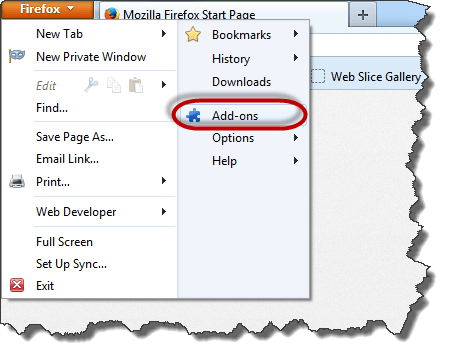 Firefox
Mozilla Firefox Start Page
New Tab
New Private Window
Edit
Find...
Save Page As...
Email Link...
Print...
Web Developer
Full Screen
Set Up Sync...
Exit
Bookmarks
History
Downloads
Add-ons
Options
Help
Web Slice Gallery